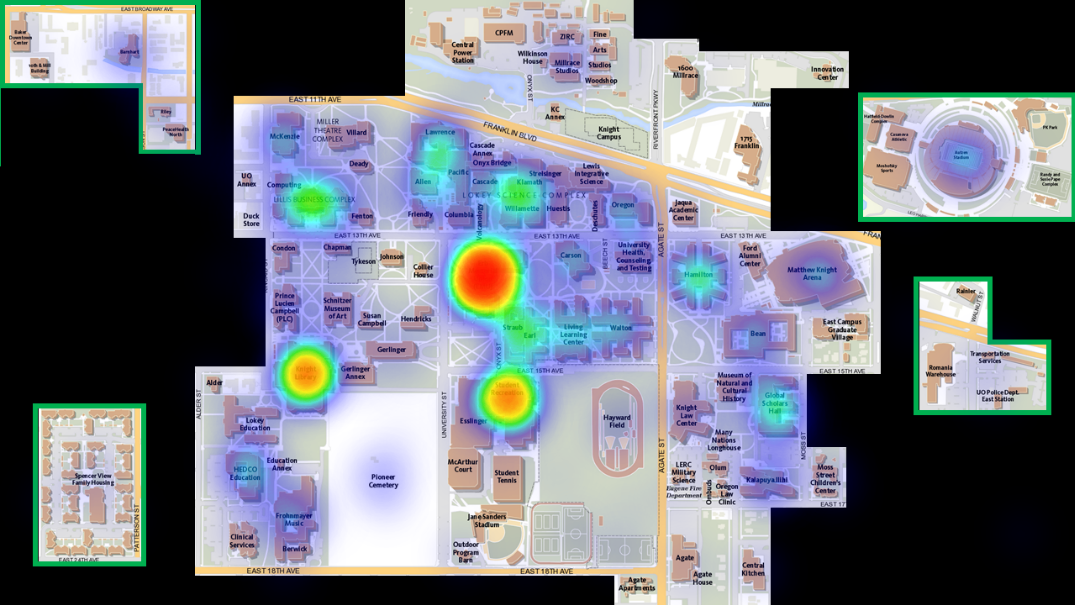 EAST BROADWAY AVE
Baker
Downtown
Center
Barnhart
Building
Riley
PeaceHealth
North
CPFM
Central
Power
Station
Wilkinson
House
ZIRC
Millrace
Studios
Fine
Arts
Studios
Woodshop
ONYX ST
KC
Annex
Knight
Campus
RIVERFRONT PKWY
1600
Millrace
Innovation
Center
Millrace
1715
Franklin
EAST 11TH AVE
FRANKLIN BLVD
McKenzie
MILLER
THEATRE
COMPLEX
Villard
Deady
UO
Annex
Computing
LILLIS BUSINESS COMPLEX
Duck
Store
Fenton
Lawrence
Cascade
Annex
Onyx Bridge
Pacific
Allen
Cascade
Streisinger
Klamath
Lewis
Integrative
Science
LOKEY SCIENCE COMPLEX
Friendly
Columbia
Volcanology
Willamette
Huestis
Deschutes
Oregon
Jaqua
Academic
Center
AGATE ST
EAST 13TH AVE
EAST 13TH AVE
EAST 13TH AVE
Condon
Chapman
Tykeson
Johnson
Collier
House
Carson
BEECH ST
University
Health,
Counseling
and Testing
Hamilton
Ford
Alumni
Center
Matthew Knight
Arena
Prince
Lucien
Campbell
(PLC)
Schnitzer
Museum
of Art
Susan
Campbell
Hendricks
Straub
Earl
Living
Learning
Center
Walton
Bean
East Campus
Graduate
Village
Gerlinger
Gerlinger
Annex
Knight
Library
ONYX ST
EAST 15TH AVE
EAST 15TH AVE
Alder
ALDER ST
Lokey
Education
UNIVERSITY ST
Student
Recreation
Esslinger
Hayward
Field
Museum of
Natural and
Cultural
History
Global
Scholars
Hall
Knight
Law
Center
Many
Nations
Longhouse
MOSS ST
AGATE ST
HEDCO
Education
Education
Annex
Pioneer
Cemetery
McArthur
Court
Student
Tennis
LERC
Military
Science
Eugene Fire
Department
Olum
Ombuds
Oregon
Law
Clinic
Kalapuya Ilihi
Moss
Street
Children's
Center
EAST 17
Frohnmayer
Music
Clinical
Services
Berwick
Jane Sanders
Stadium
Outdoor
Program
Barn
Agate
Agate
House
Central
Kitchen
EAST 18TH AVE
EAST 18TH AVE
Agate
Apartments
Spencer View
Family Housing
PATTERSON ST
EAST 24TH AVE
Casanova
Athletic
Moshofsky
Sports
Autzen
Stadium
PK Park
Complex
Rainier
WALNUT ST
Romania
Warehouse
Transportation
Services
UO Police Dept.
East Station